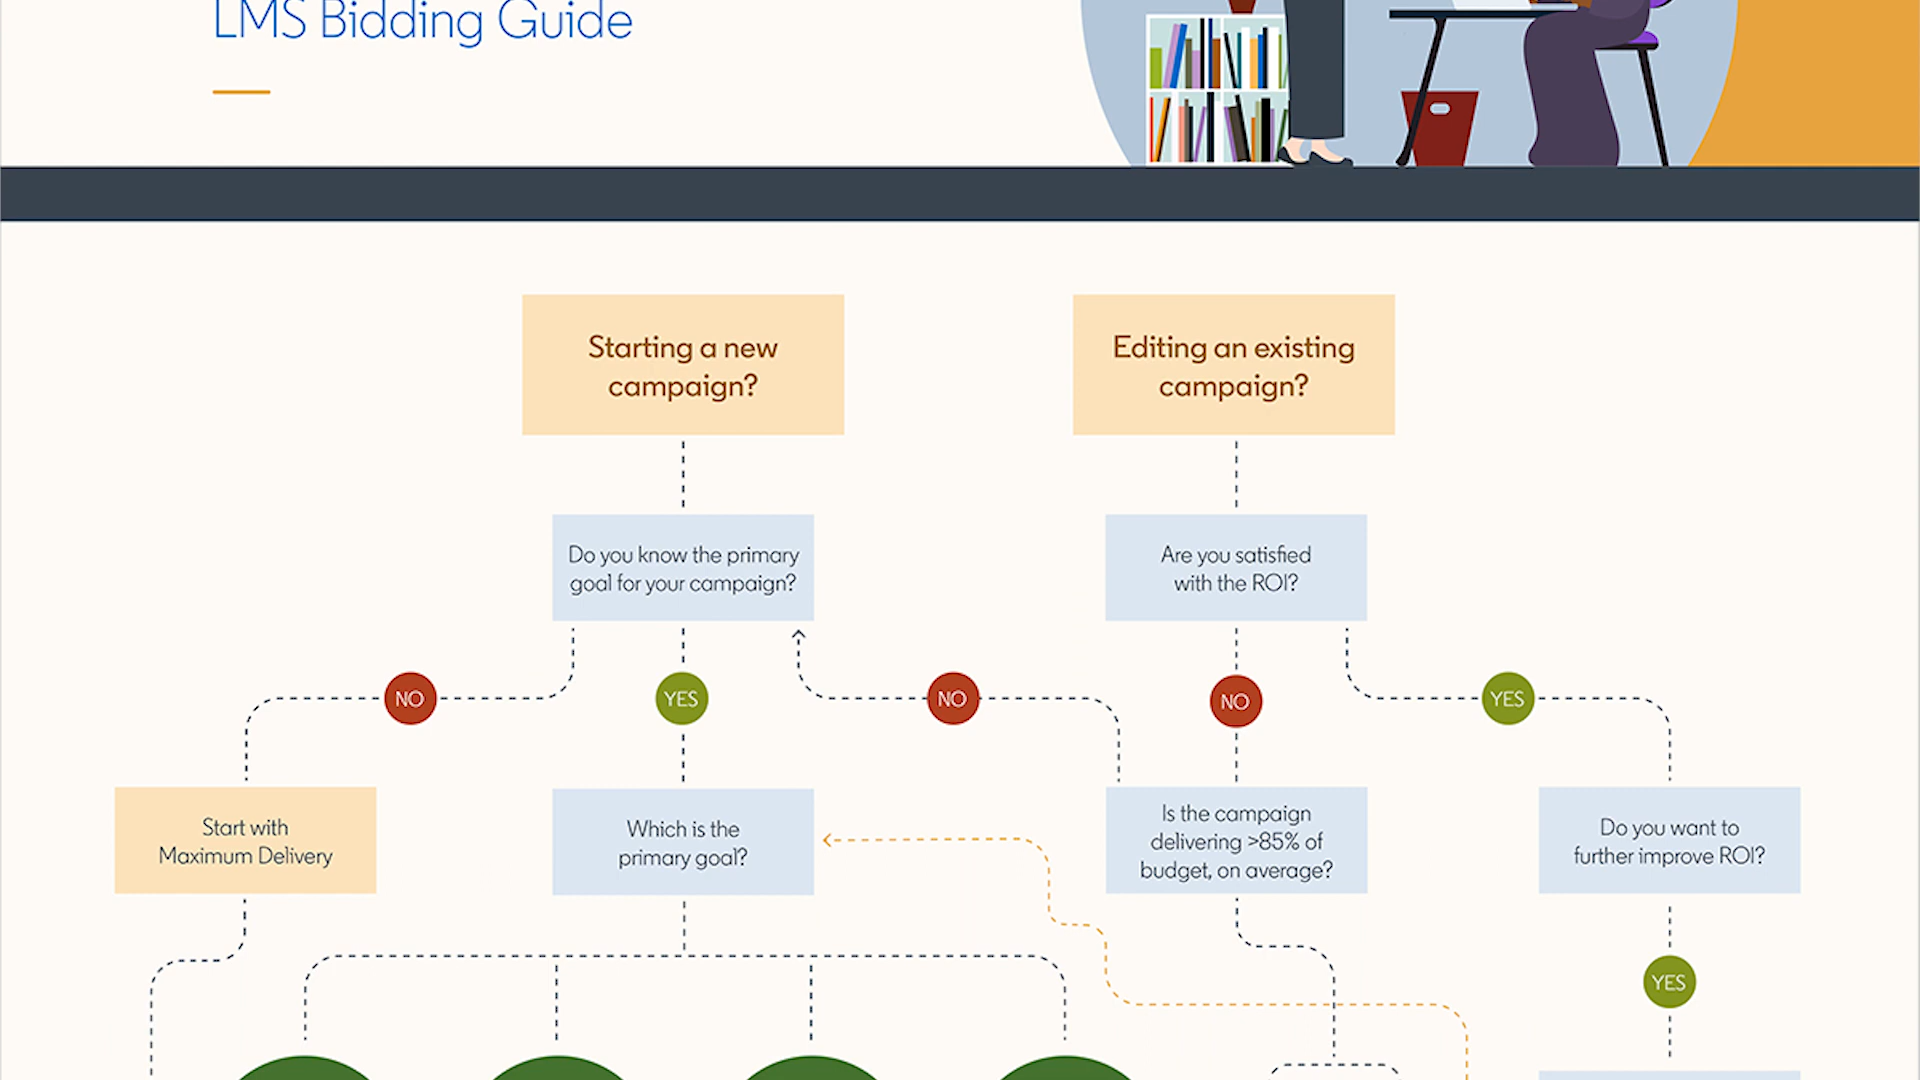 LMS Bidding Guide
Starting a new
campaign?
Editing an existing
campaign?
Do you know the primary
goal for your campaign?
Are you satisfied
with the ROI?
NO
YES
NO
NO
YES
Start with
Maximum Delivery
Which is the
primary goal?
Is the campaign
delivering >85% of
budget, on average?
Do you want to
further improve ROI?
YES